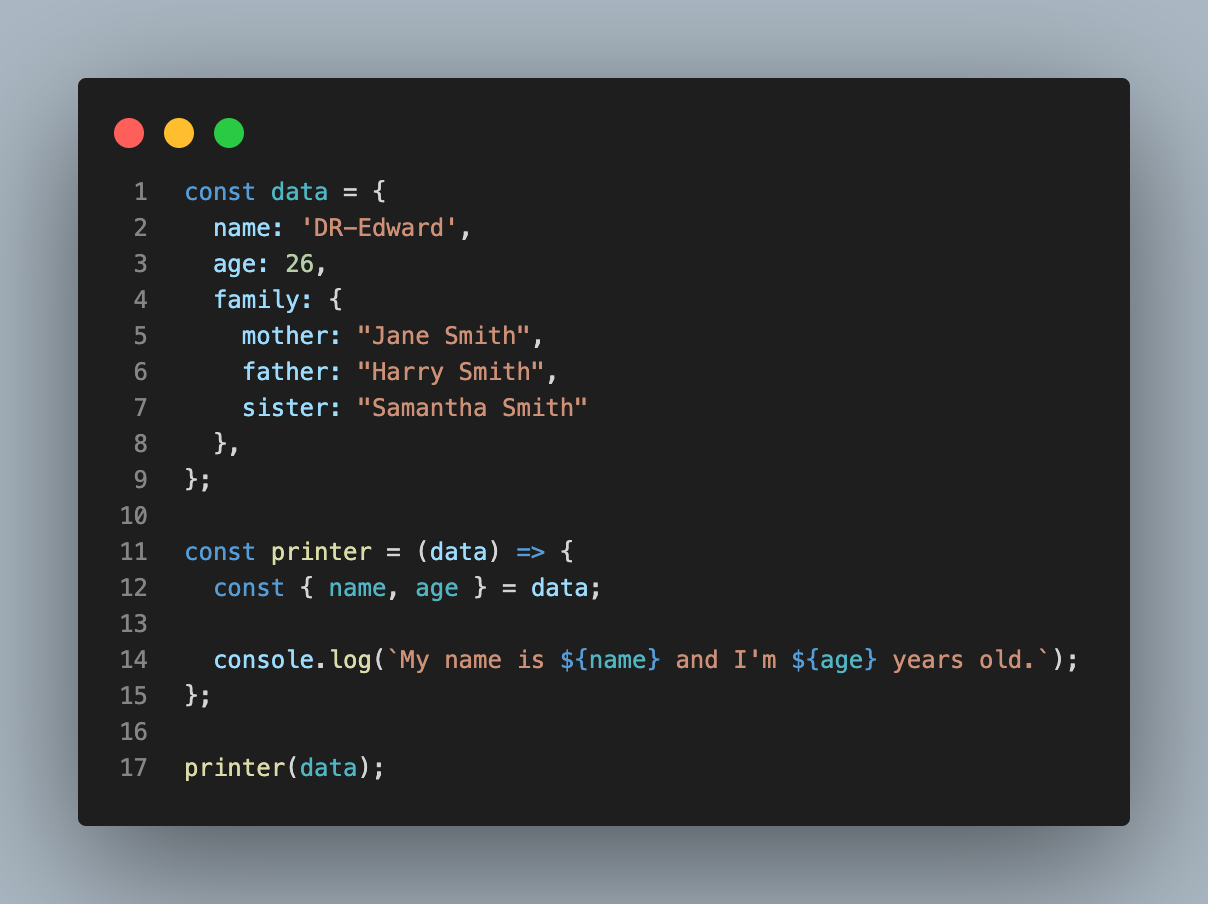 1 const data = {
2   name: 'DR-Edward',
3   age: 26,
4   family: {
5     mother: "Jane Smith",
6     father: "Harry Smith",
7     sister: "Samantha Smith"
8   },
9 };
10
11 const printer = (data) => {
12   const { name, age } = data;
13
14   console.log(`My name is ${name} and I'm ${age} years old.`);
15 };
16
17 printer(data);